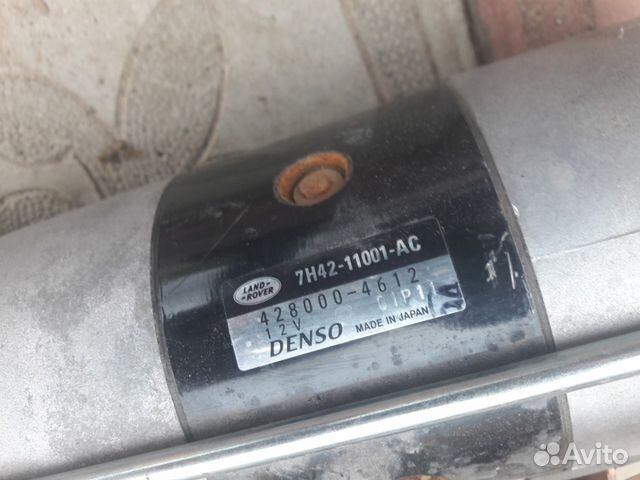 LAND-
-ROVER
7H42-11001-AC
428000-4612
12V
DENSO MADE IN JAPAN
Avito